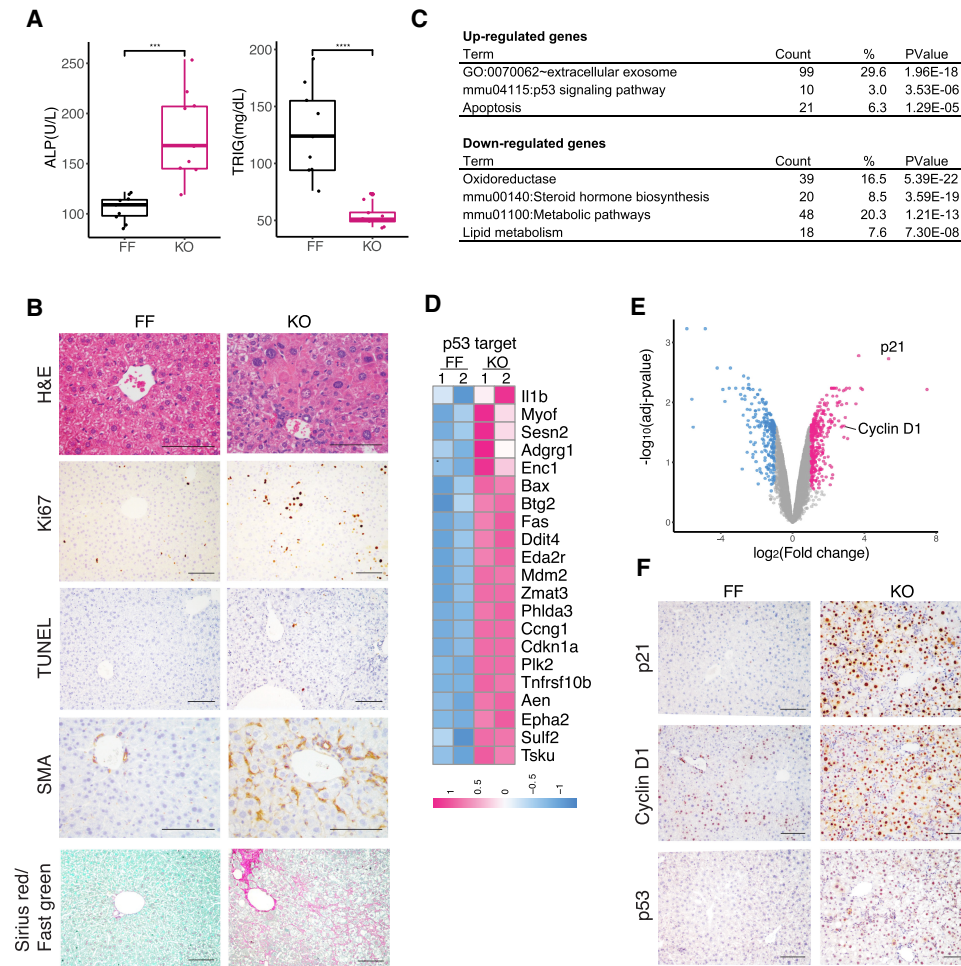 A
ALP(U/L)
250
200
150
100
***
FF
KO
TRIG(mg/dL)
200
150
100
50
****
FF
KO
C
Up-regulated genes
Term Count % PValue
GO:0070062~extracellular exosome 99 29.6 1.96E-18
mmu04115:p53 signaling pathway 10 3.0 3.53E-06
Apoptosis 21 6.3 1.29E-05
Down-regulated genes
Term Count % PValue
Oxidoreductase 39 16.5 5.39E-22
mmu00140:Steroid hormone biosynthesis 20 8.5 3.59E-19
mmu01100:Metabolic pathways 48 20.3 1.21E-13
Lipid metabolism 18 7.6 7.30E-08
B
FF KO
H&E
Ki67
TUNEL
SMA
Sirius red/
Fast green
D
p53 target
FF KO
1 2 1 2
Il1b
Myof
Sesn2
Adgrg1
Enc1
Bax
Btg2
Fas
Ddit4
Eda2r
Mdm2
Zmat3
Phlda3
Ccng1
Cdkn1a
Plk2
Tnfrsf10b
Aen
Epha2
Sulf2
Tsku
1 0.5 0 −0.5 −1
E
-log10(adj-pvalue)
3
2
1
0
p21
Cyclin D1
-4 0 4 8
log2(Fold change)
F
FF KO
p21
Cyclin D1
p53